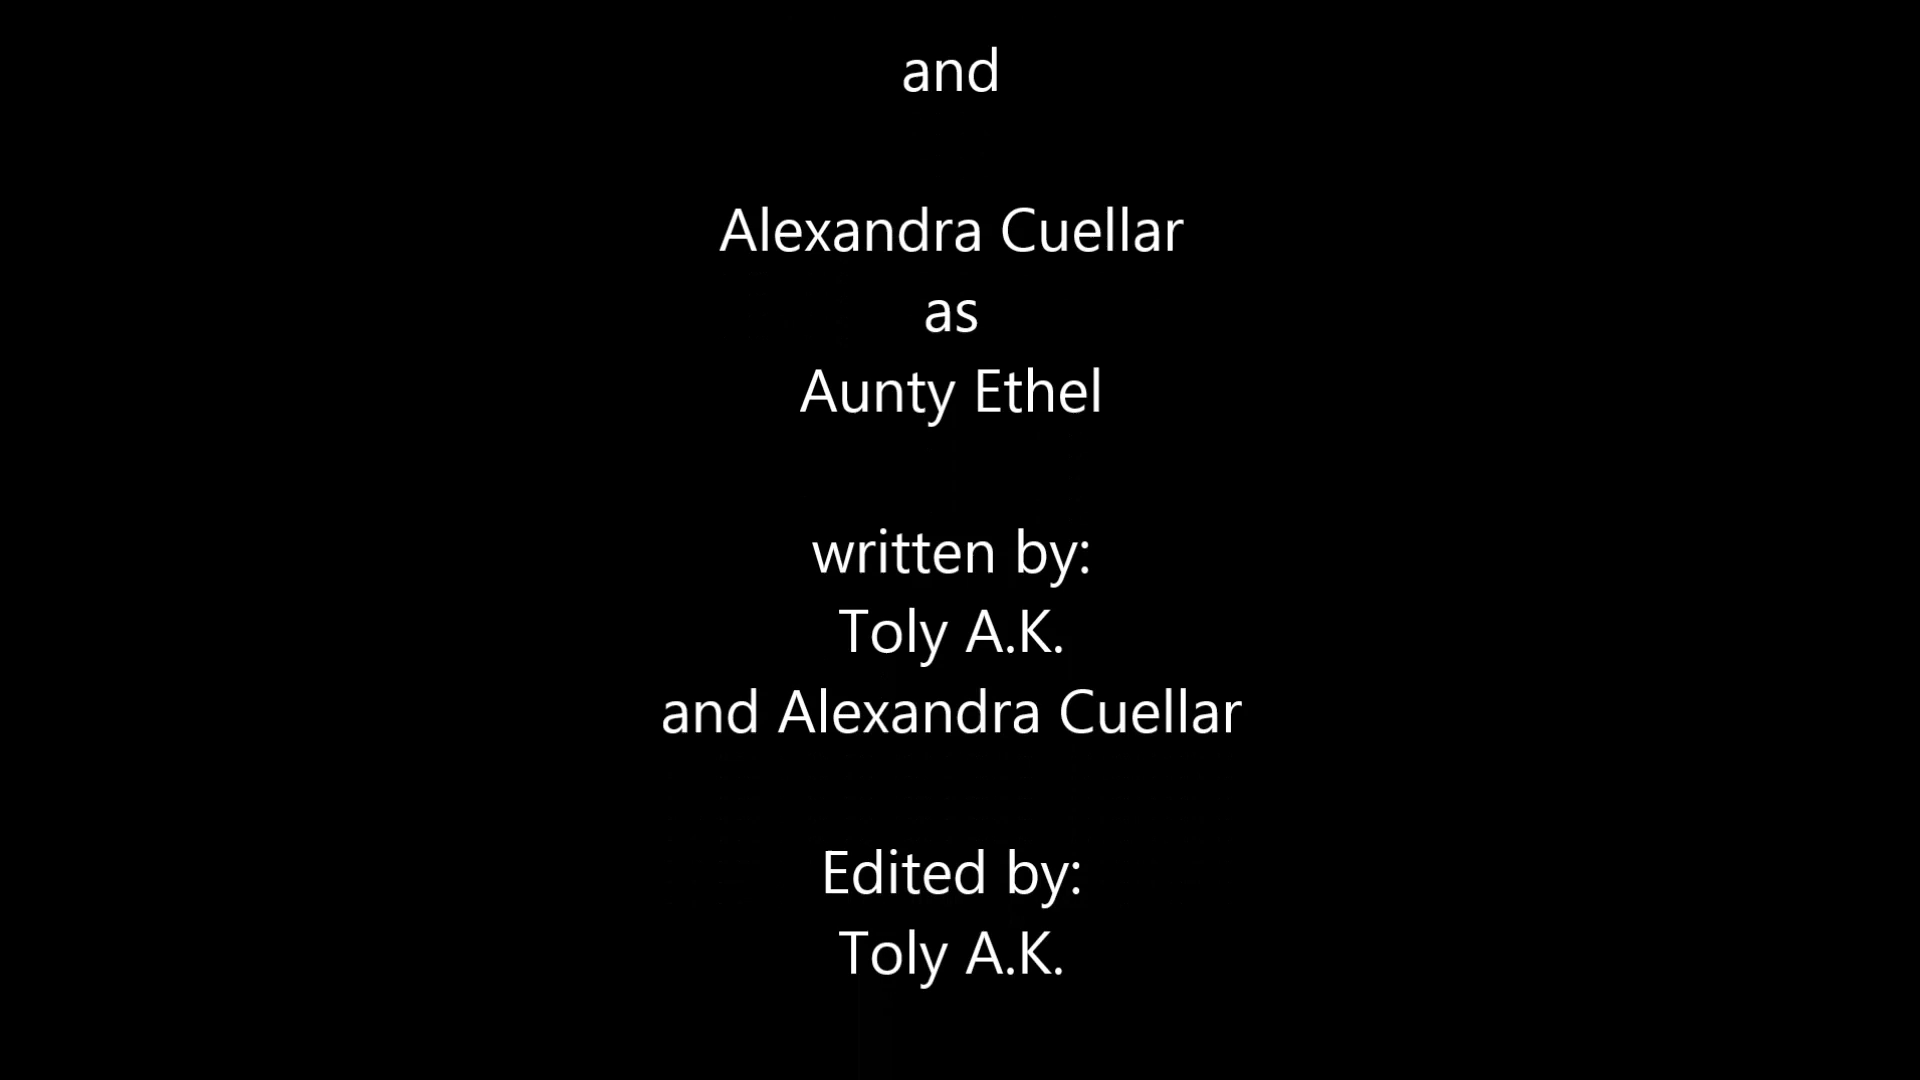 and
Alexandra Cuellar
as
Aunty Ethel
written by:
Toly A.K.
and Alexandra Cuellar
Edited by:
Toly A.K.